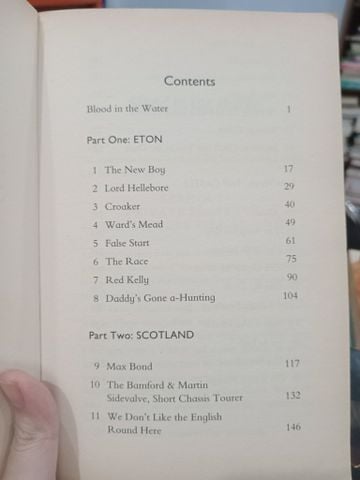 Contents
Blood in the Water 1
Part One: ETON
1 The New Boy 17
2 Lord Hellebore 29
3 Croaker 40
4 Ward's Mead 49
5 False Start 61
6 The Race 75
7 Red Kelly 90
8 Daddy's Gone a-Hunting 104
Part Two: SCOTLAND
9 Max Bond 117
10 The Bamford & Martin
Sidevalve, Short Chassis Tourer 132
11 We Don't Like the English
Round Here 146